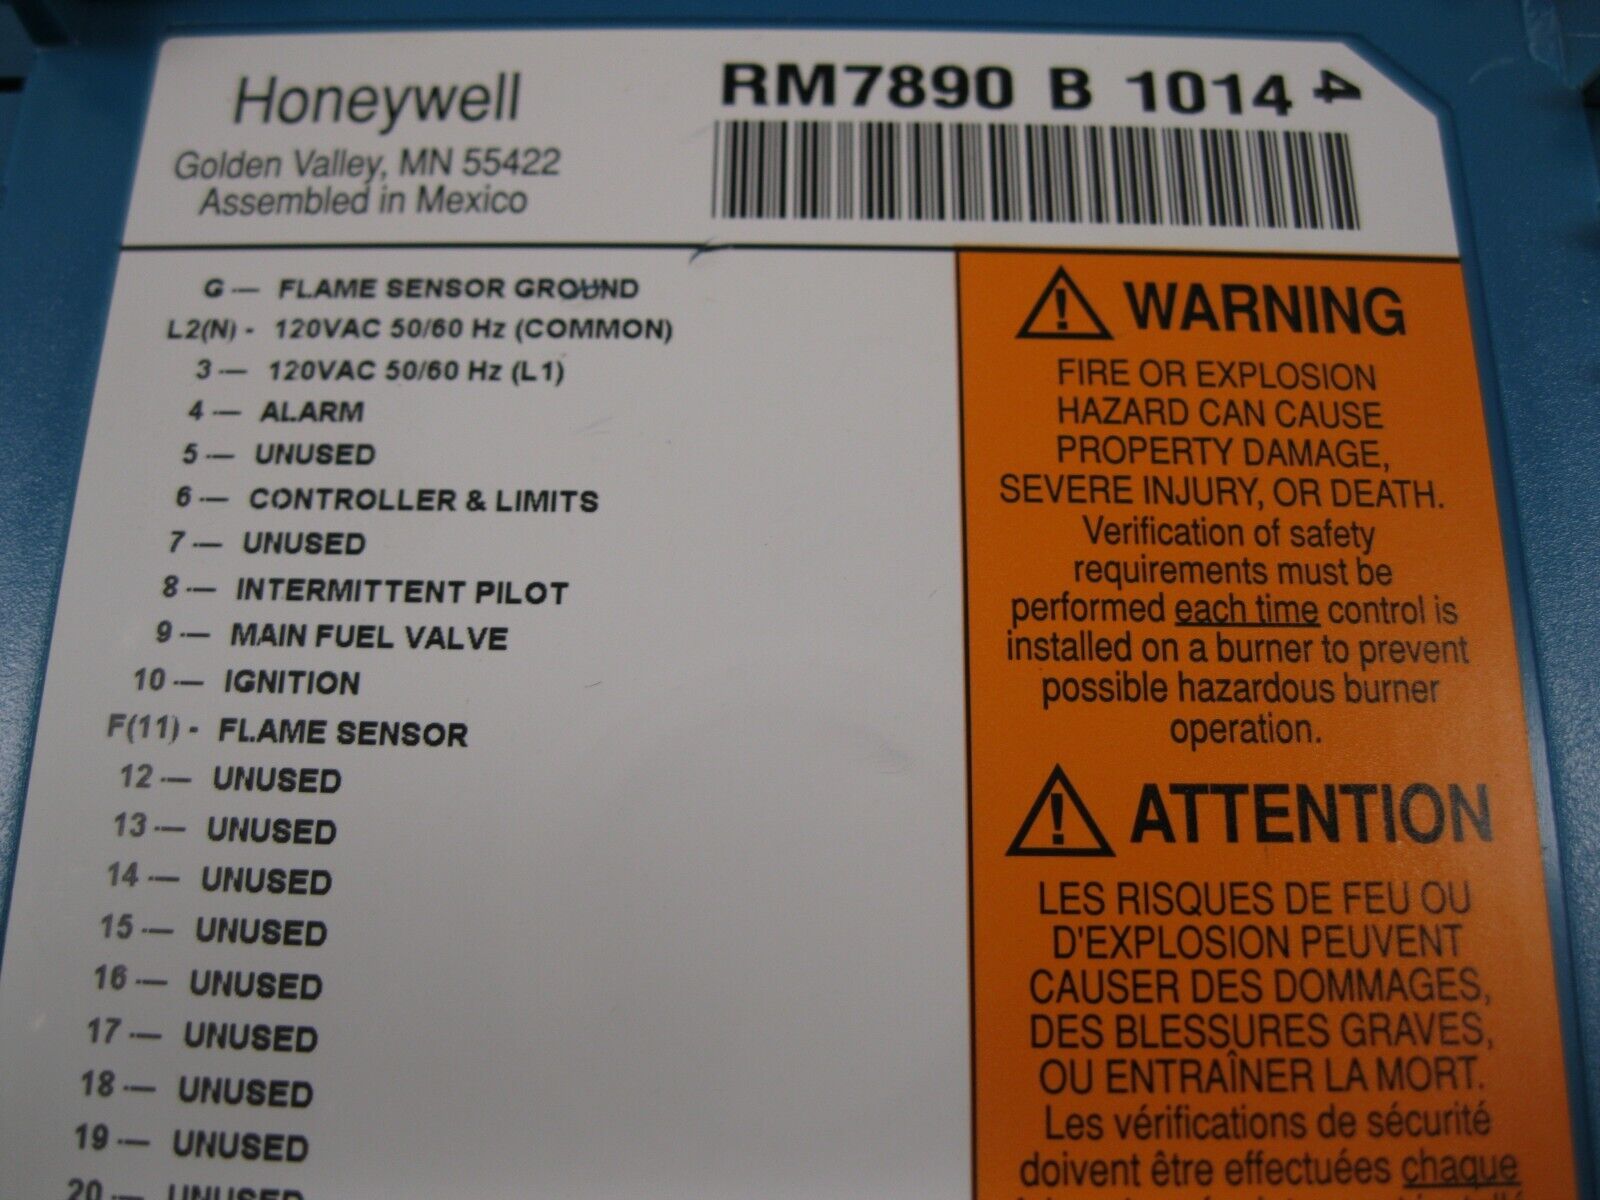 Honeywell
Golden Valley, MN 55422
Assembled in Mexico
RM7890 B 1014 4
G — FLAME SENSOR GROUND
L2(N) - 120VAC 50/60 Hz (COMMON)
3 — 120VAC 50/60 Hz (L1)
4 — ALARM
5 — UNUSED
6 — CONTROLLER & LIMITS
7 — UNUSED
8 — INTERMITTENT PILOT
9 — MAIN FUEL VALVE
10 — IGNITION
F(11) - FLAME SENSOR
12 — UNUSED
13 — UNUSED
14 — UNUSED
15 — UNUSED
16 — UNUSED
17 — UNUSED
18 — UNUSED
19 — UNUSED
20 — UNUSED
WARNING
FIRE OR EXPLOSION
HAZARD CAN CAUSE
PROPERTY DAMAGE,
SEVERE INJURY, OR DEATH.
Verification of safety
requirements must be
performed each time control is
installed on a burner to prevent
possible hazardous burner
operation.
ATTENTION
LES RISQUES DE FEU OU
D'EXPLOSION PEUVENT
CAUSER DES DOMMAGES,
DES BLESSURES GRAVES,
OU ENTRAÎNER LA MORT.
Les vérifications de sécurité
doivent être effectuées chaque